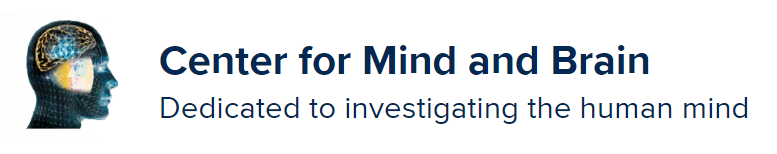 Center for Mind and Brain
Dedicated to investigating the human mind